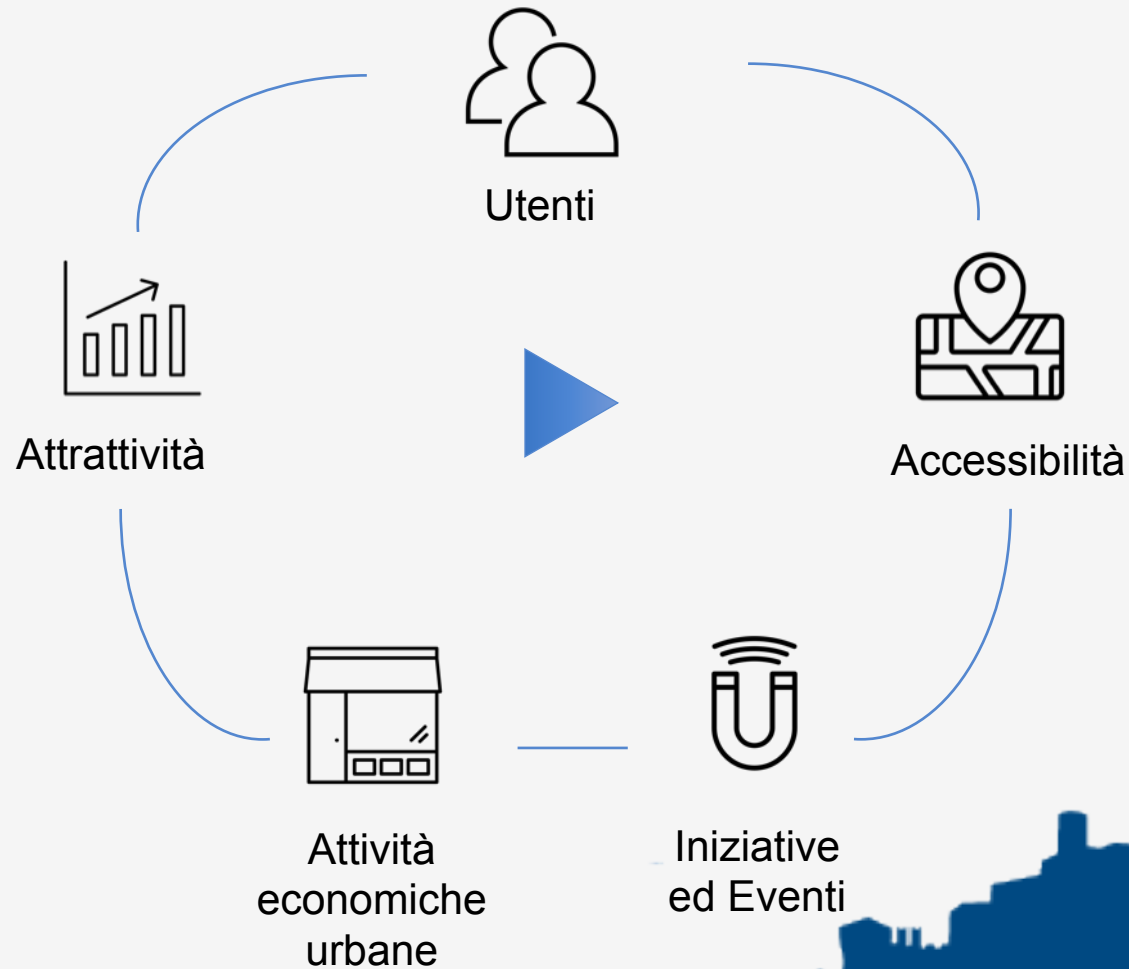 Utenti
Attrattività
Accessibilità
Attività
economiche
urbane
Iniziative
ed Eventi